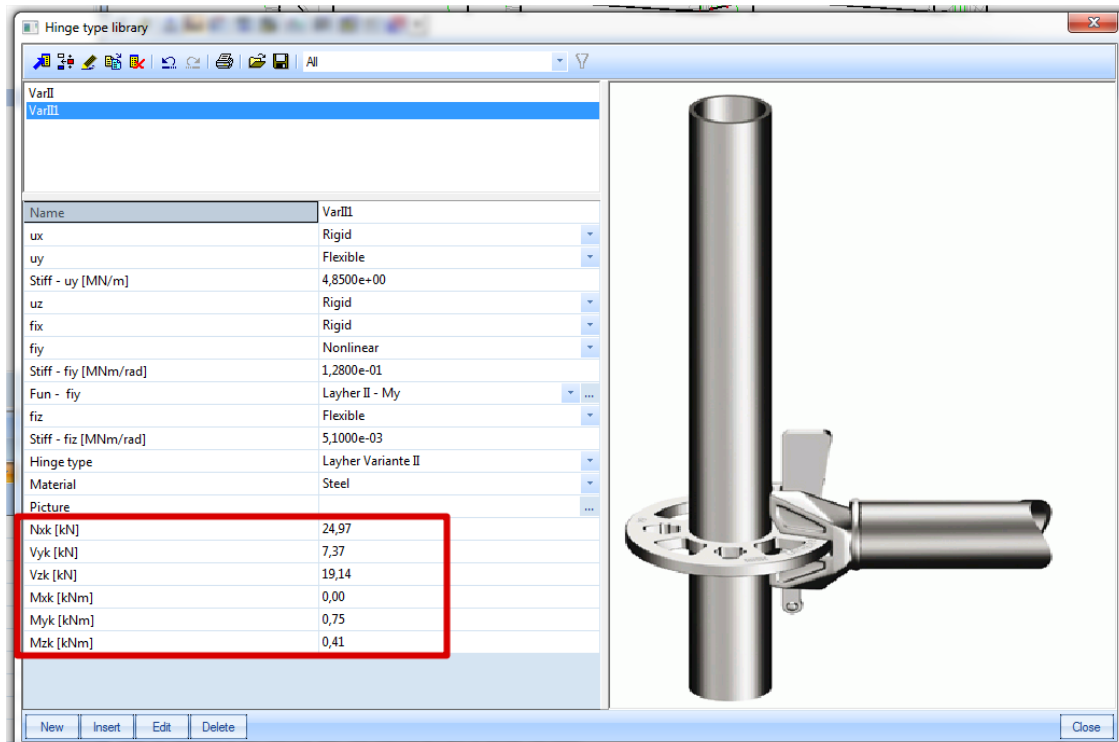 Hinge type library
All
VarII
VarII1
Name VarII1
ux Rigid
uy Flexible
Stiff - uy [MN/m] 4,8500e+00
uz Rigid
fix Rigid
fiy Nonlinear
Stiff - fiy [MNm/rad] 1,2800e-01
Fun - fiy Layher II - My ...
fiz Flexible
Stiff - fiz [MNm/rad] 5,1000e-03
Hinge type Layher Variante II
Material Steel
Picture ...
Nxk [kN] 24,97
Vyk [kN] 7,37
Vzk [kN] 19,14
Mxk [kNm] 0,00
Myk [kNm] 0,75
Mzk [kNm] 0,41
New Insert Edit Delete Close